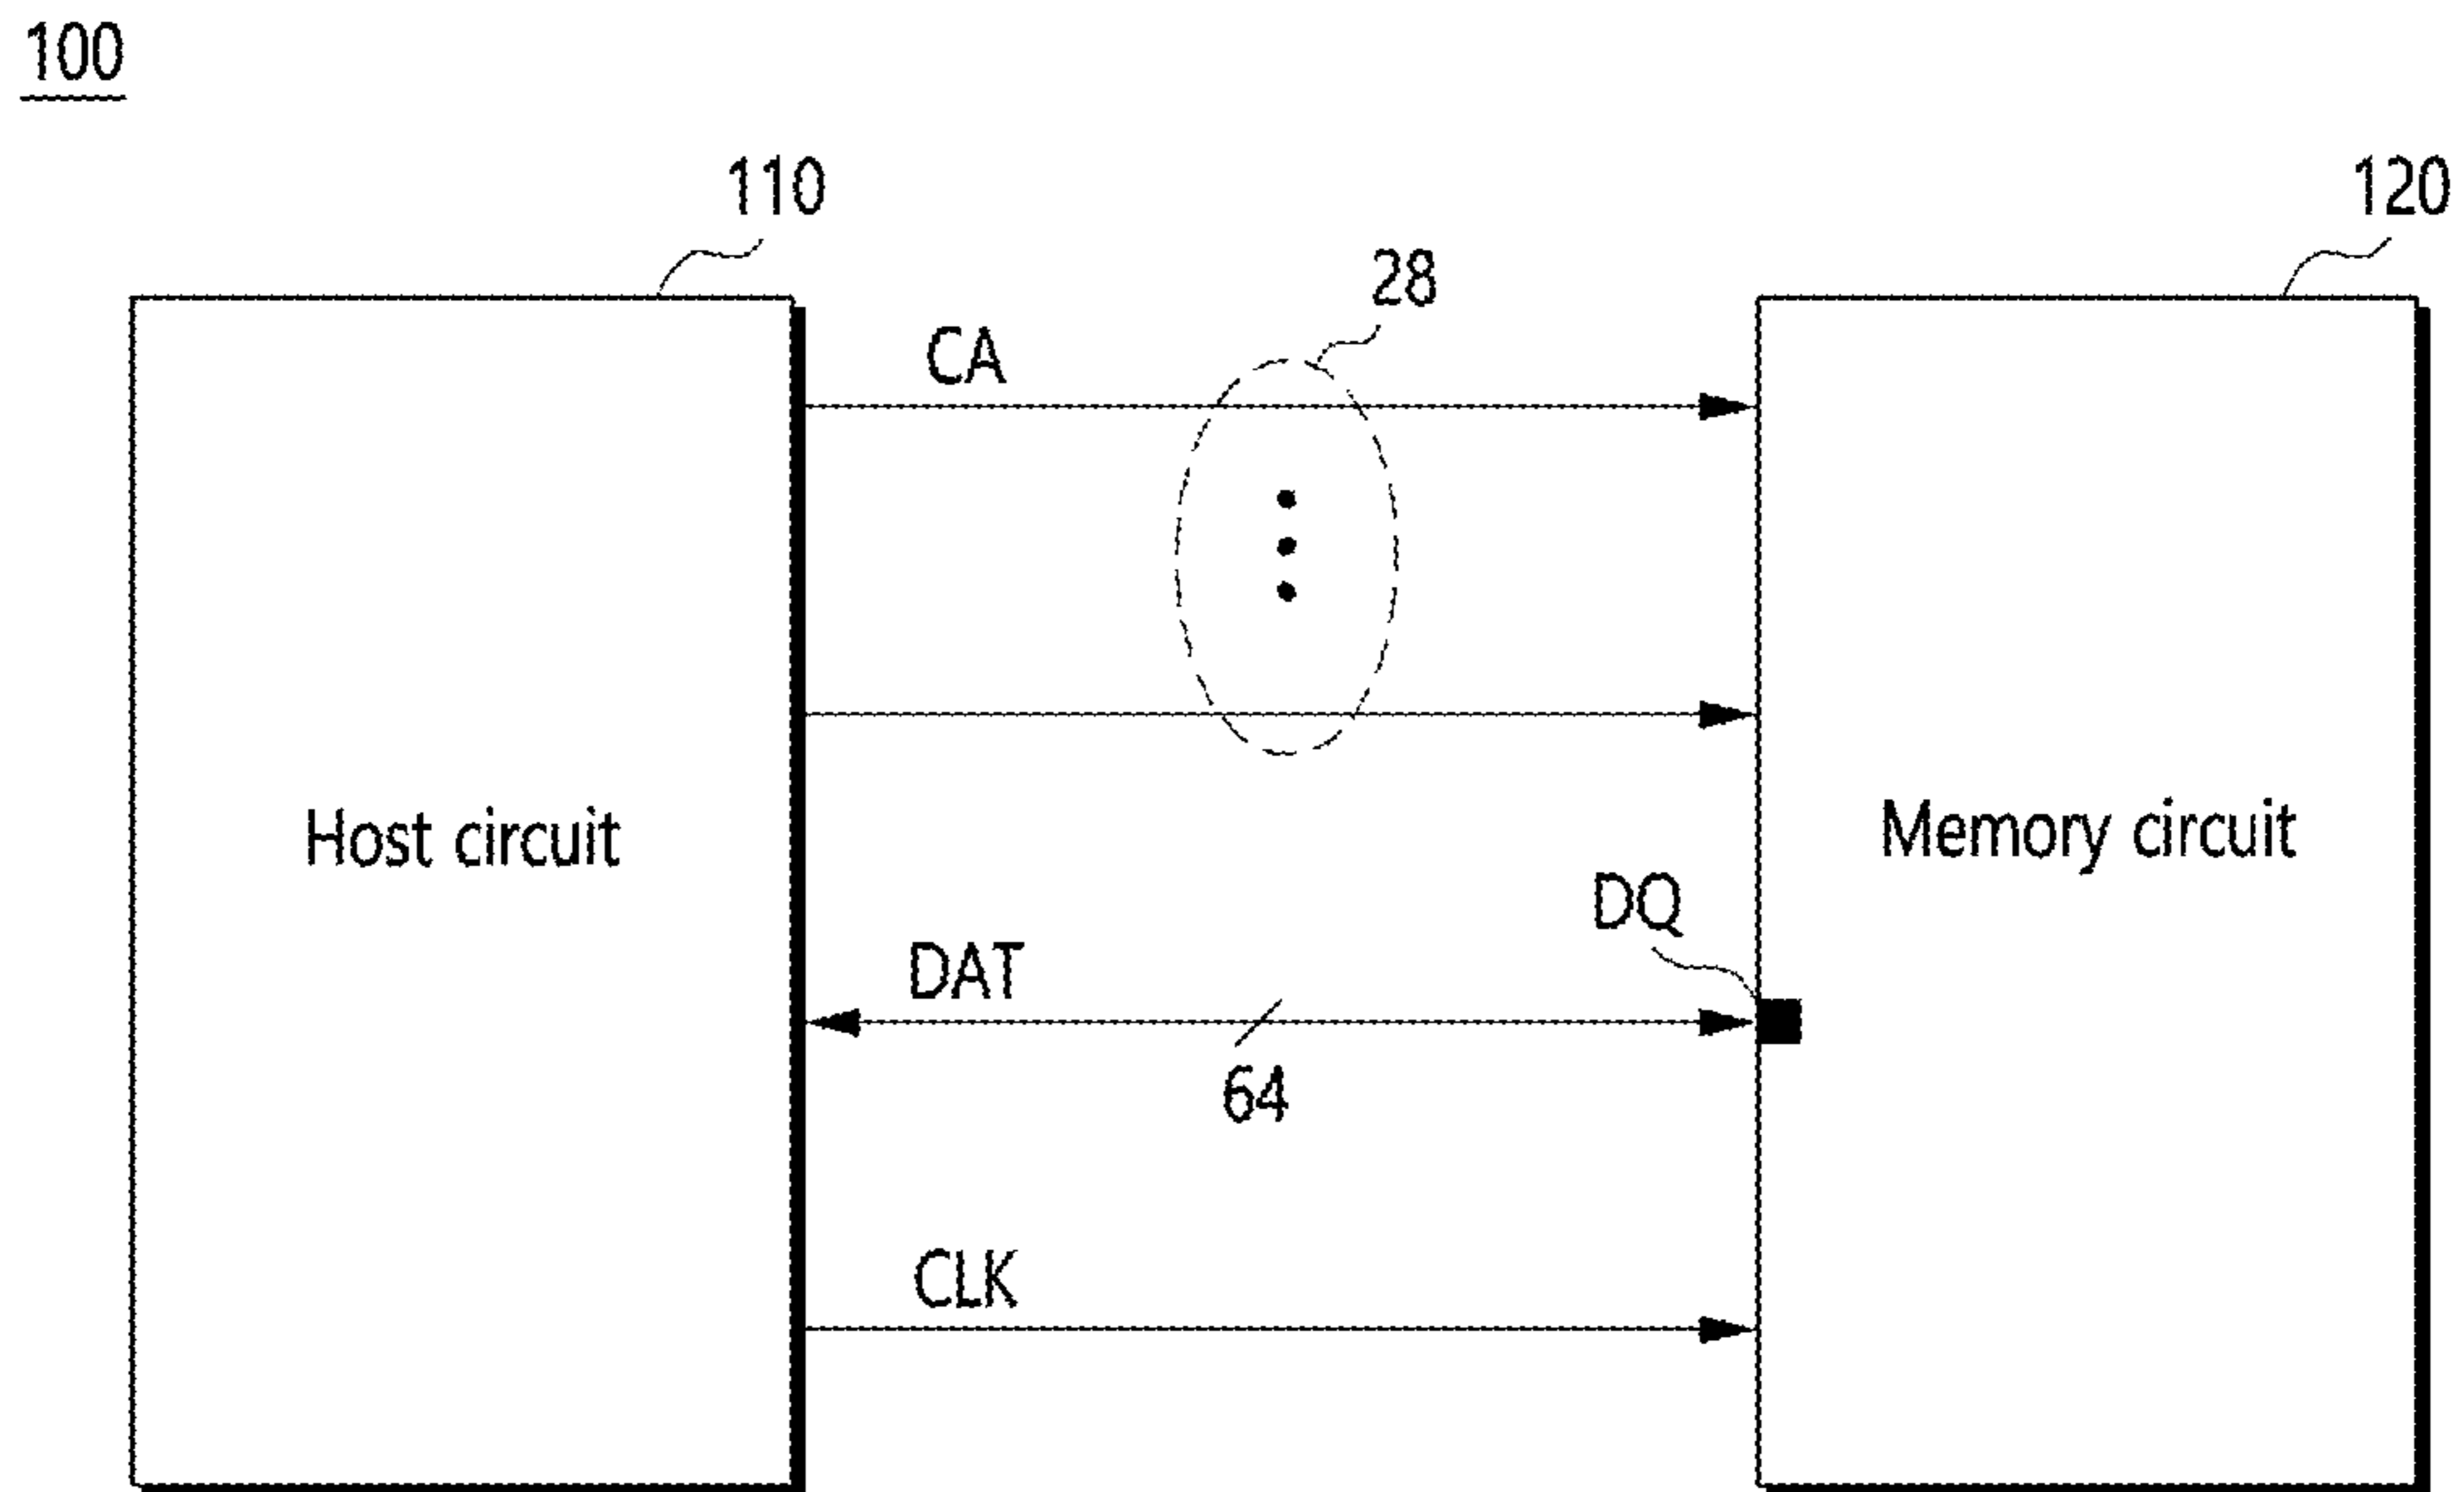 100
110
120
28
CA
Host circuit
Memory circuit
DQ
DAT
64
CLK